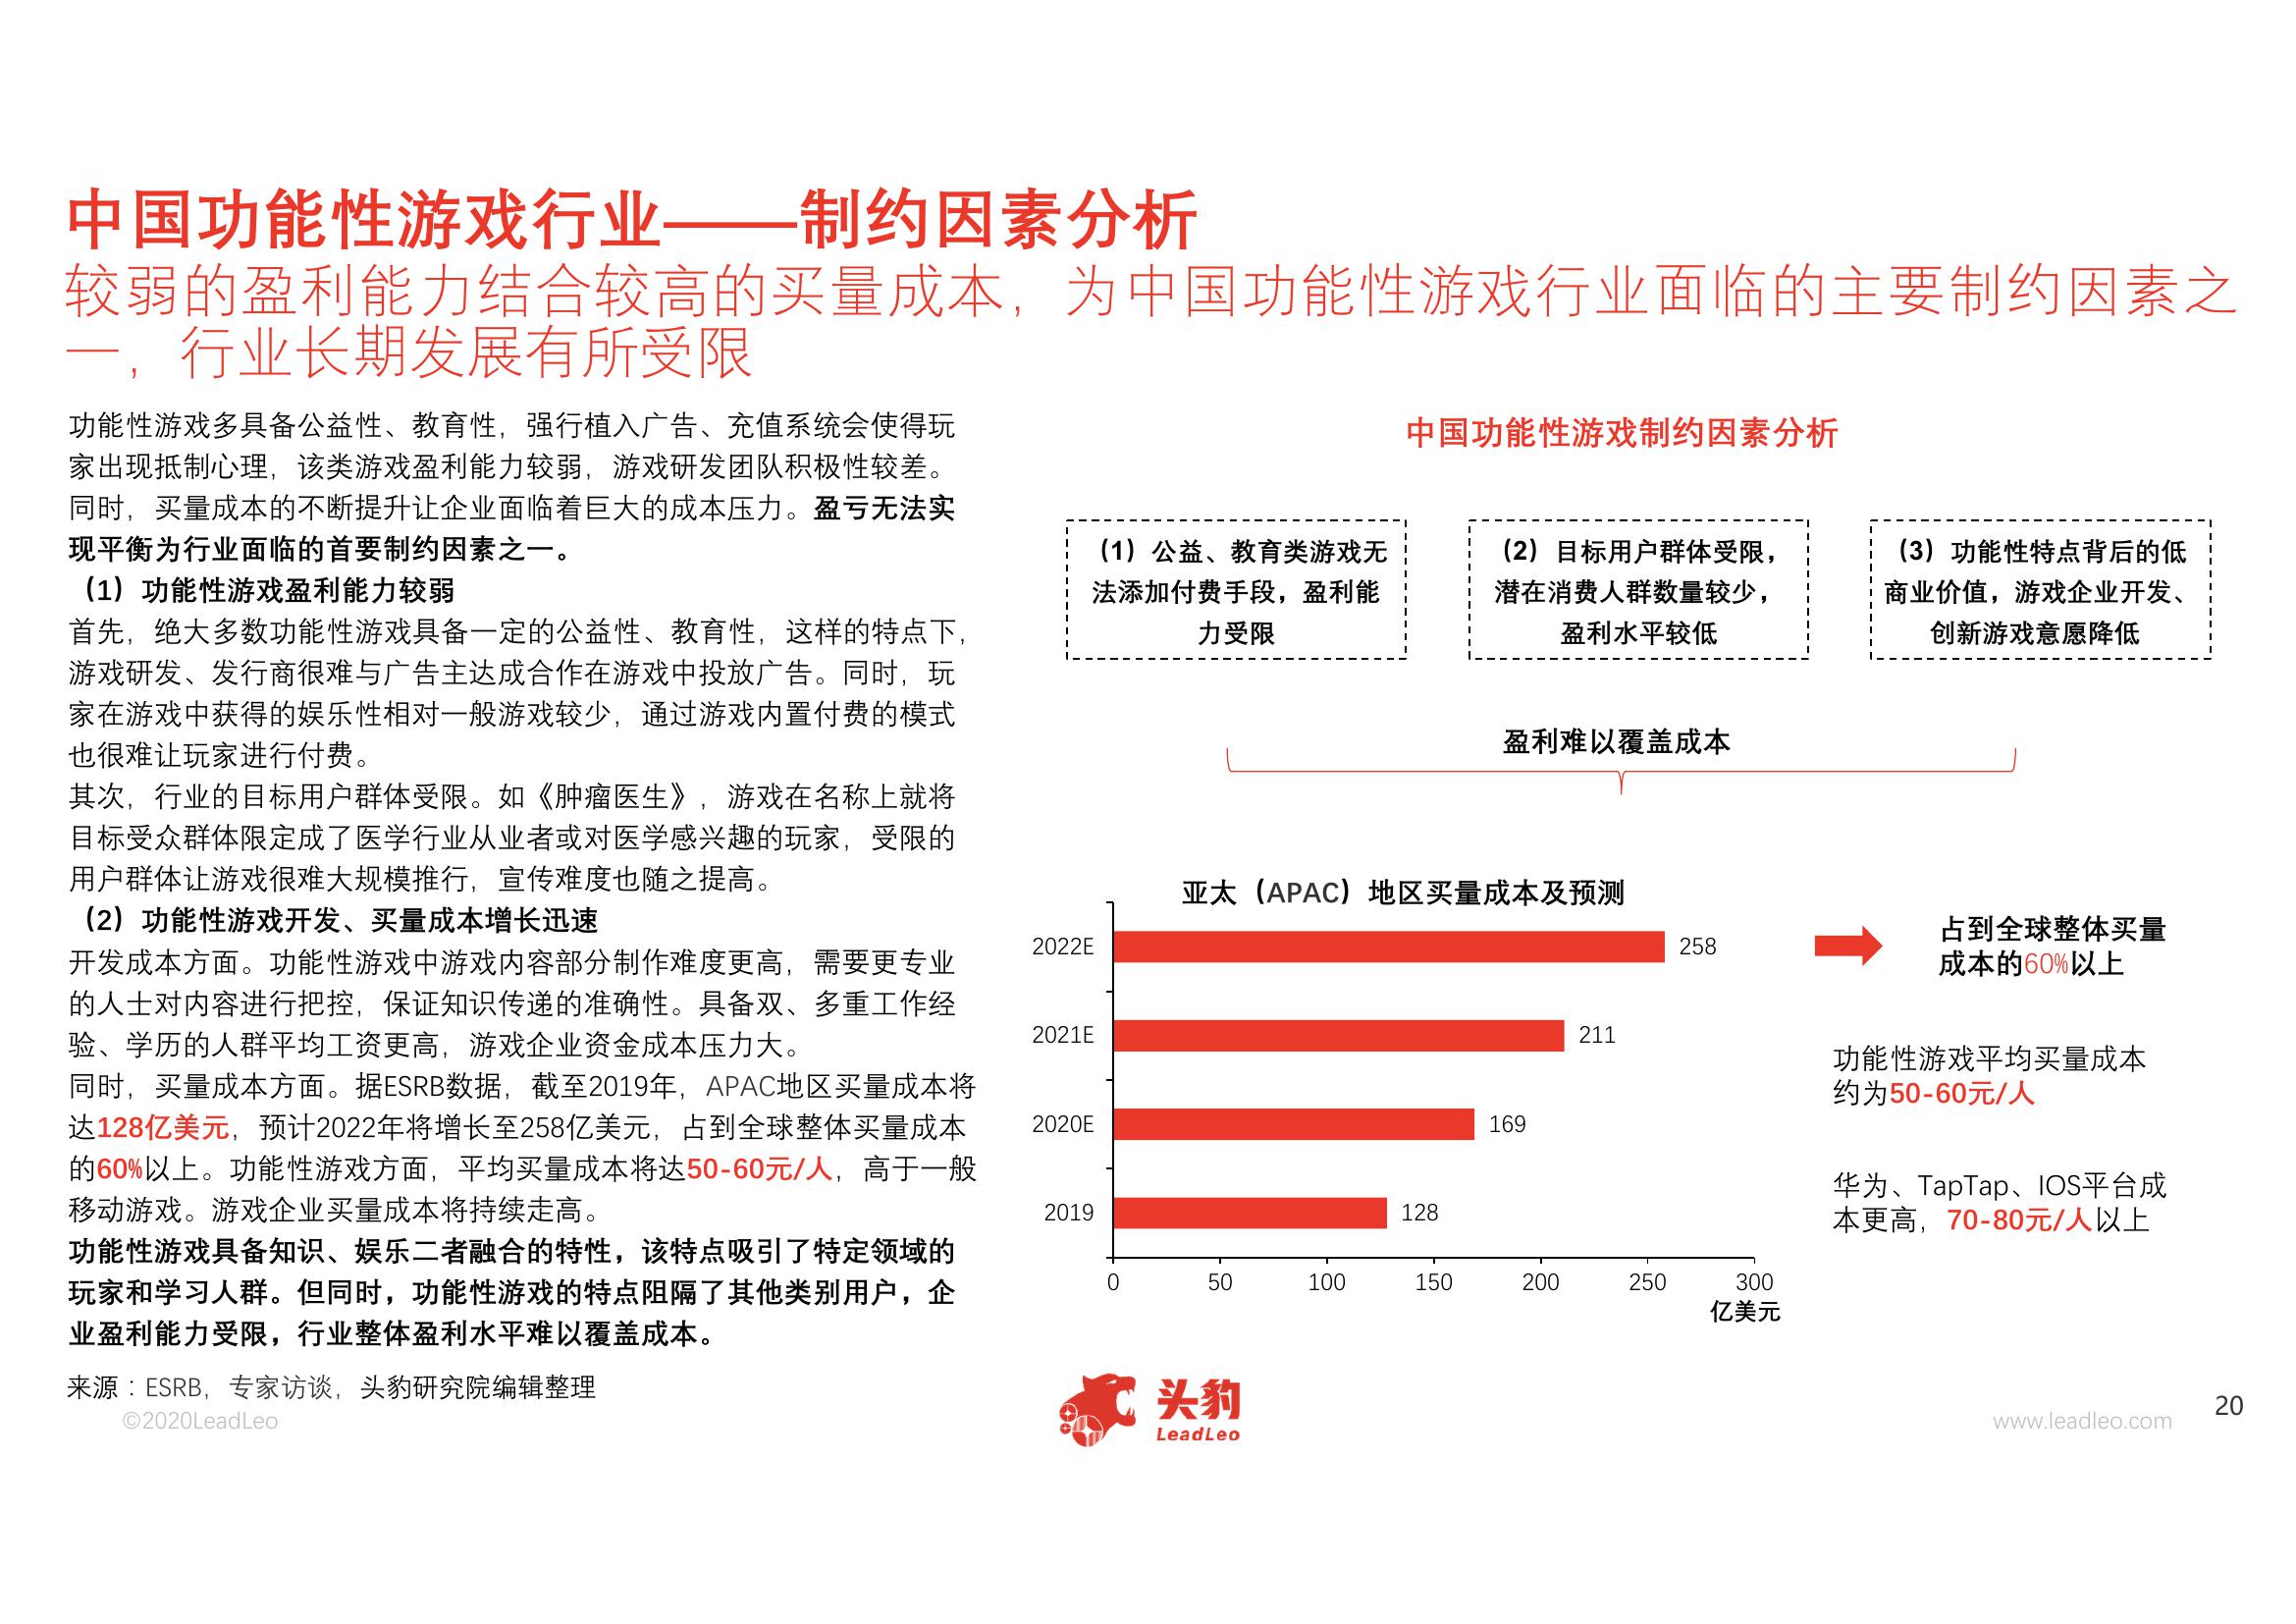 中国功能性游戏行业——制约因素分析
较弱的盈利能力结合较高的买量成本，为中国功能性游戏行业面临的主要制约因素之
一，行业长期发展有所受限
功能性游戏多具备公益性、教育性，强行植入广告、充值系统会使得玩
家出现抵制心理，该类游戏盈利能力较弱，游戏研发团队积极性较差。
同时，买量成本的不断提升让企业面临着巨大的成本压力。盈亏无法实
现平衡为行业面临的首要制约因素之一。
（1）功能性游戏盈利能力较弱
首先，绝大多数功能性游戏具备一定的公益性、教育性，这样的特点下，
游戏研发、发行商很难与广告主达成合作在游戏中投放广告。同时，玩
家在游戏中获得的娱乐性相对一般游戏较少，通过游戏内置付费的模式
也很难让玩家进行付费。
其次，行业的目标用户群体受限。如《肿瘤医生》，游戏在名称上就将
目标受众群体限定成了医学行业从业者或对医学感兴趣的玩家，受限的
用户群体让游戏很难大规模推行，宣传难度也随之提高。
（2）功能性游戏开发、买量成本增长迅速
开发成本方面。功能性游戏中游戏内容部分制作难度更高，需要更专业
的人士对内容进行把控，保证知识传递的准确性。具备双、多重工作经
验、学历的人群平均工资更高，游戏企业资金成本压力大。
同时，买量成本方面。据ESRB数据，截至2019年，APAC地区买量成本将
达128亿美元，预计2022年将增长至258亿美元，占到全球整体买量成本
的60%以上。功能性游戏方面，平均买量成本将达50-60元/人，高于一般
移动游戏。游戏企业买量成本将持续走高。
功能性游戏具备知识、娱乐二者融合的特性，该特点吸引了特定领域的
玩家和学习人群。但同时，功能性游戏的特点阻隔了其他类别用户，企
业盈利能力受限，行业整体盈利水平难以覆盖成本。
来源：ESRB，专家访谈，头豹研究院编辑整理
©2020LeadLeo
中国功能性游戏制约因素分析
（1）公益、教育类游戏无
法添加付费手段，盈利能
力受限
（2）目标用户群体受限，
潜在消费人群数量较少，
盈利水平较低
（3）功能性特点背后的低
商业价值，游戏企业开发、
创新游戏意愿降低
盈利难以覆盖成本
亚太（APAC）地区买量成本及预测
2022E
258
2021E
211
2020E
169
2019
128
0 50 100 150 200 250 300
亿美元
占到全球整体买量
成本的60%以上
功能性游戏平均买量成本
约为50-60元/人
华为、TapTap、IOS平台成
本更高，70-80元/人以上
头豹
LeadLeo
www.leadleo.com
20